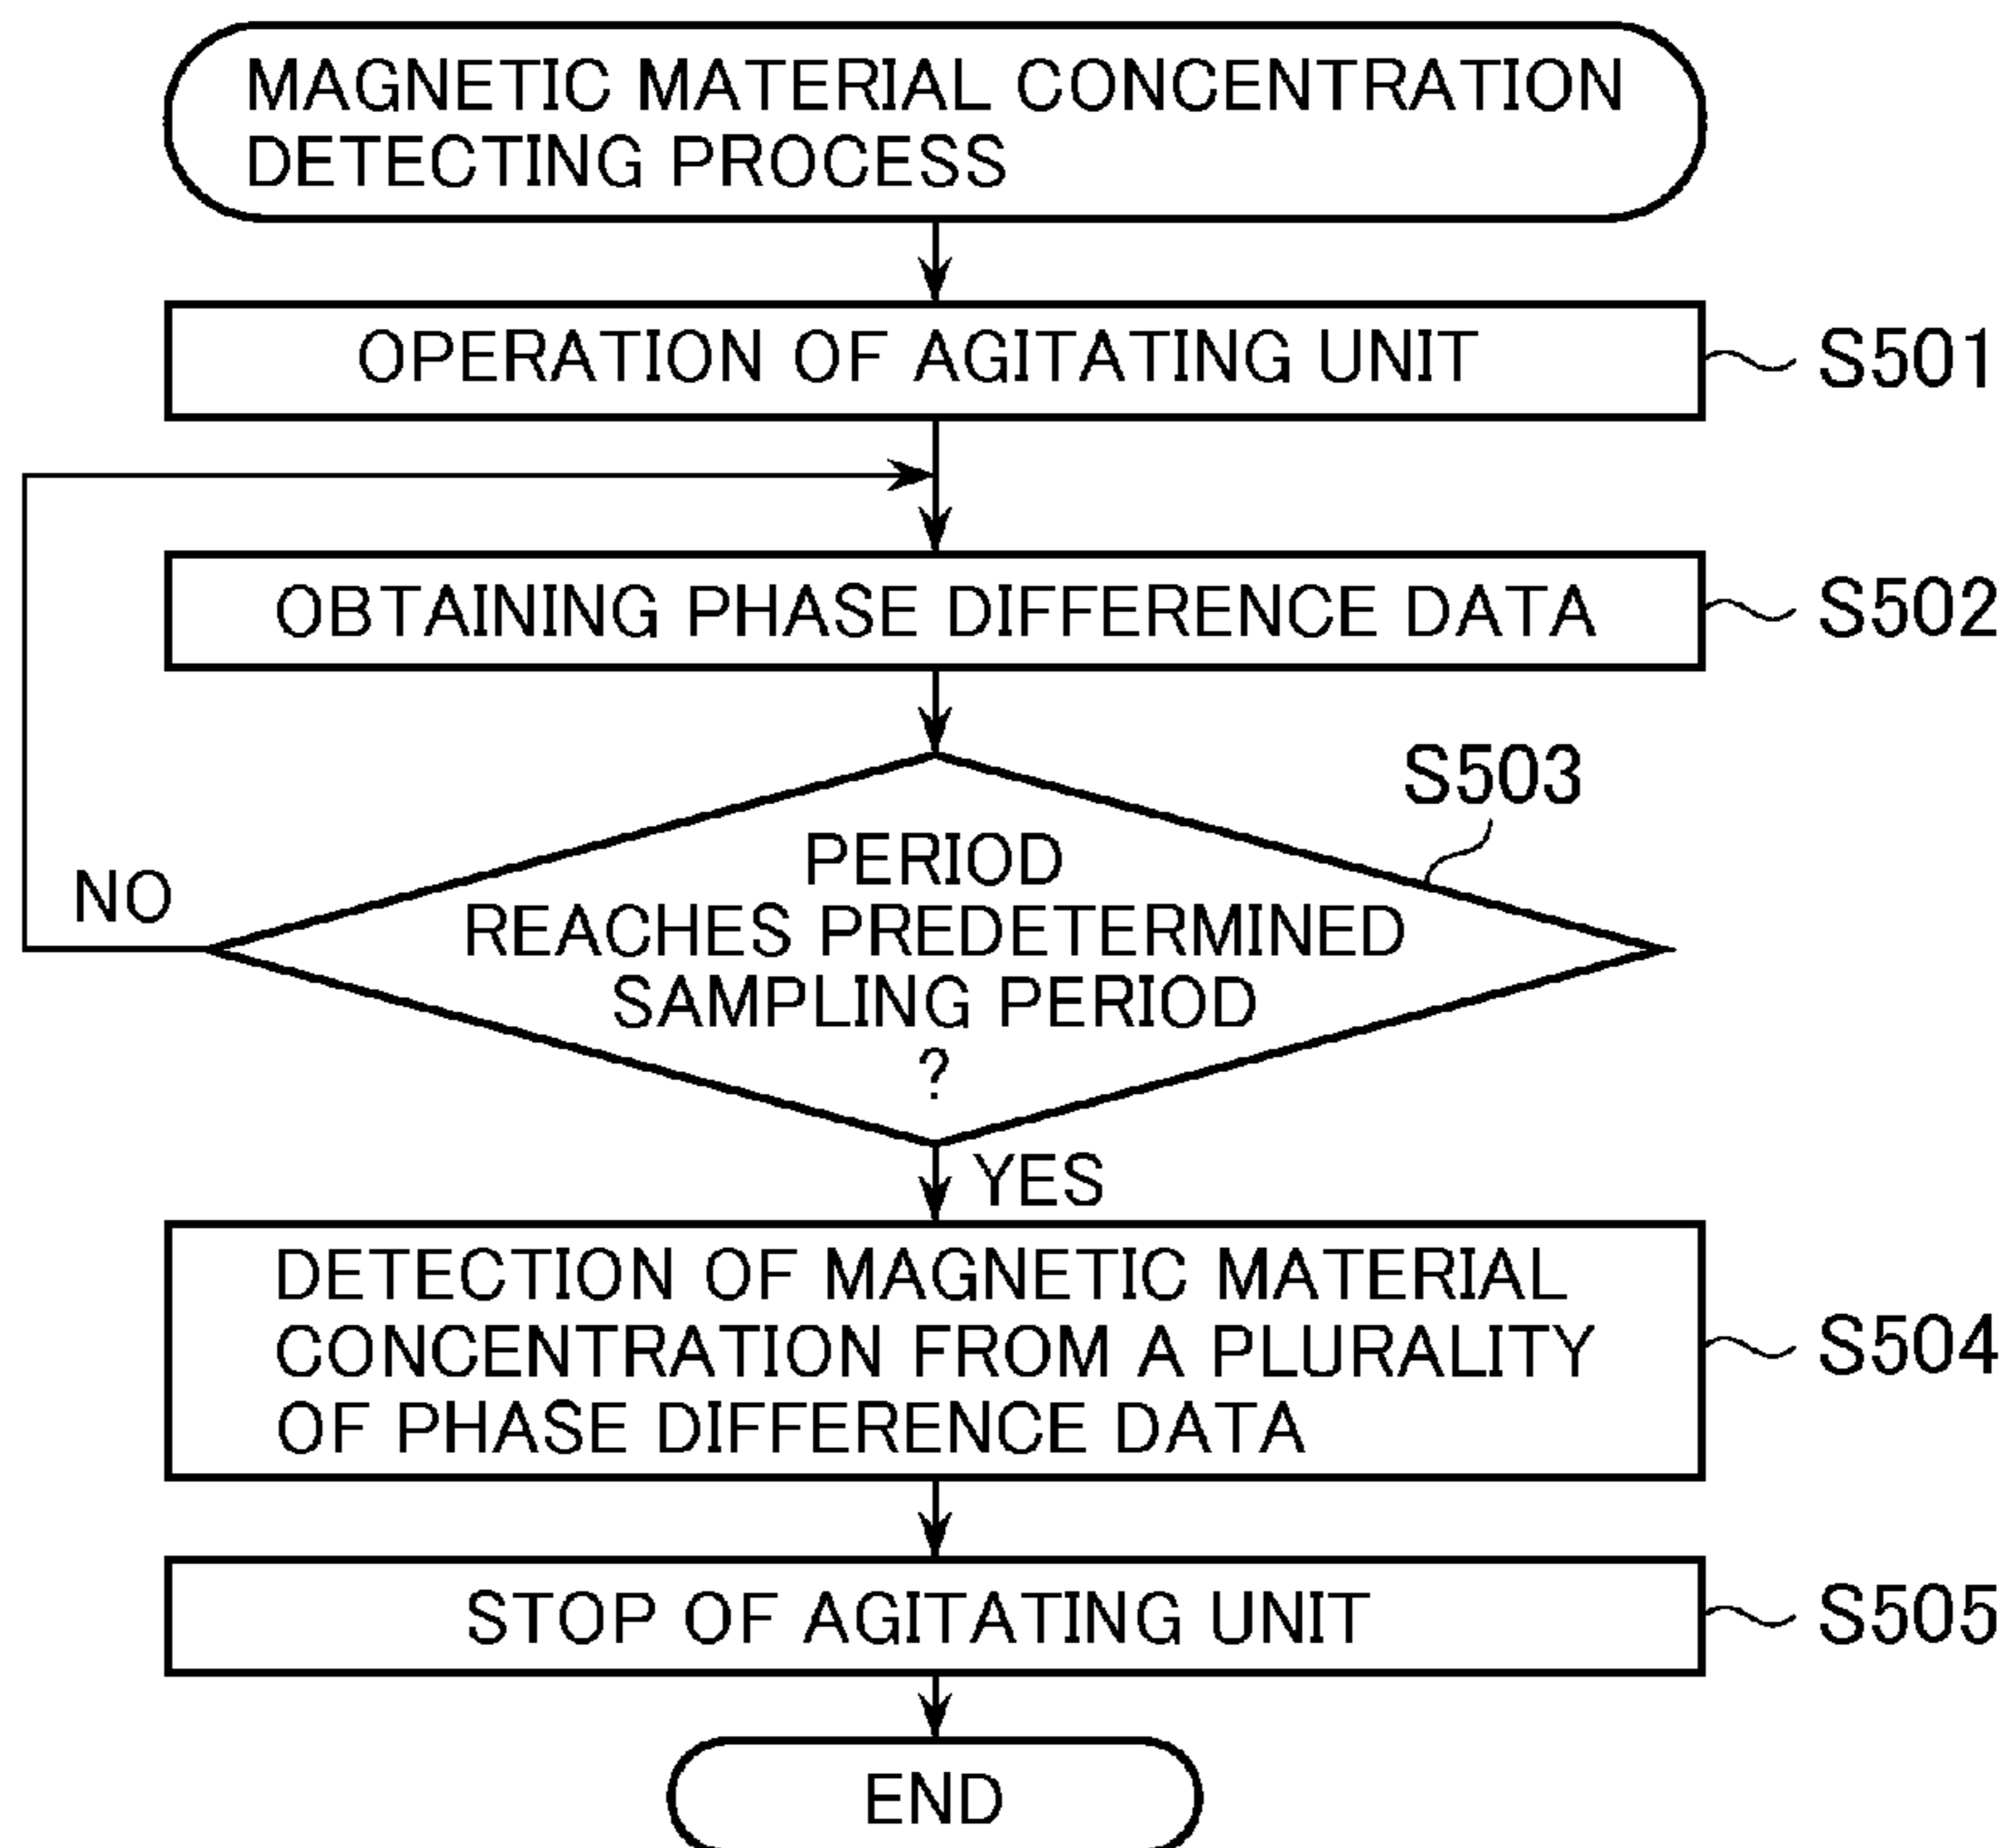 MAGNETIC MATERIAL CONCENTRATION
DETECTING PROCESS
OPERATION OF AGITATING UNIT
S501
OBTAINING PHASE DIFFERENCE DATA
S502
S503
PERIOD
REACHES PREDETERMINED
SAMPLING PERIOD
?
NO
YES
DETECTION OF MAGNETIC MATERIAL
CONCENTRATION FROM A PLURALITY
OF PHASE DIFFERENCE DATA
S504
STOP OF AGITATING UNIT
S505
END